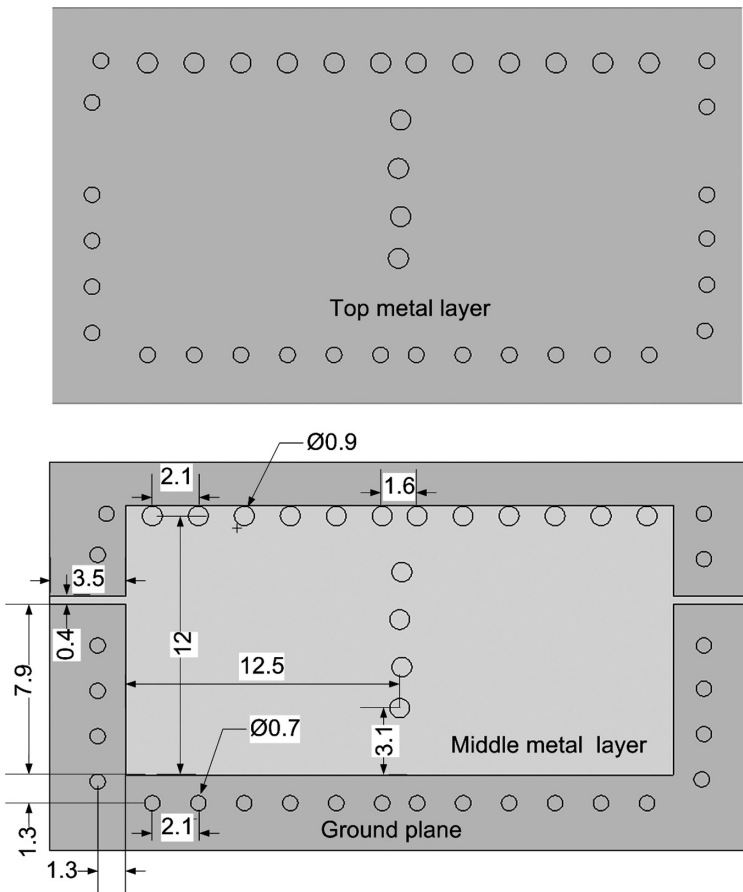 Top metal layer
Ø0.9
2.1
1.6
3.5
0.4
12
7.9
12.5
Ø0.7
3.1
Middle metal layer
2.1
Ground plane
1.3
1.3